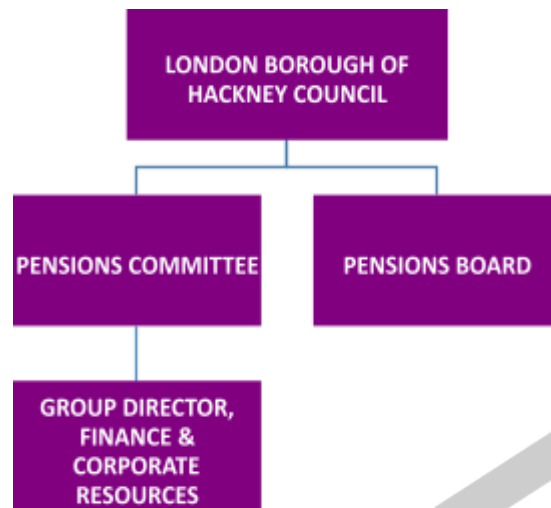 LONDON BOROUGH OF
HACKNEY COUNCIL
PENSIONS COMMITTEE
PENSIONS BOARD
GROUP DIRECTOR,
FINANCE &
CORPORATE
RESOURCES